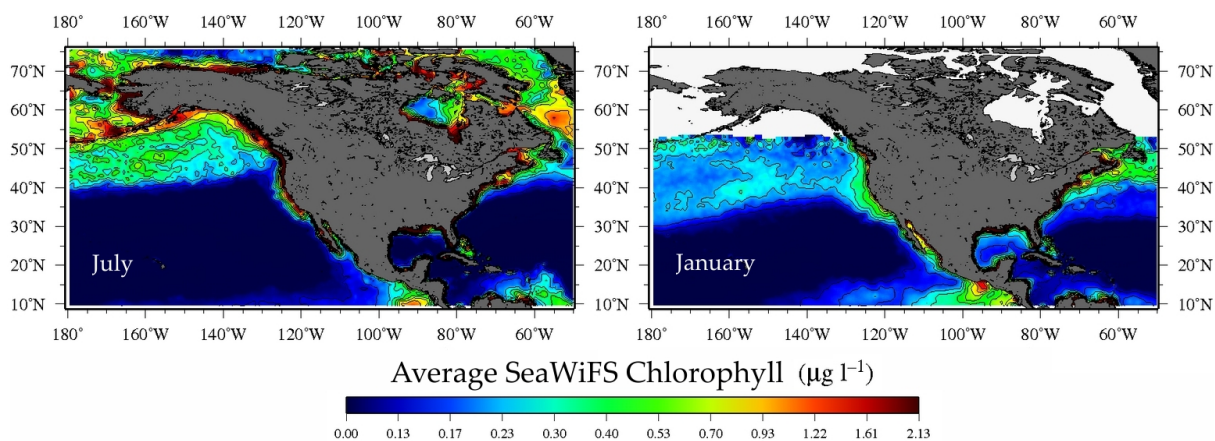 180° 160°W 140°W 120°W 100°W 80°W 60°W 180° 160°W 140°W 120°W 100°W 80°W 60°W
70°N 70°N 70°N 70°N
60°N 60°N 60°N 60°N
50°N 50°N 50°N 50°N
40°N 40°N 40°N 40°N
30°N 30°N 30°N 30°N
July January
20°N 20°N 20°N 20°N
10°N 10°N 10°N 10°N
180° 160°W 140°W 120°W 100°W 80°W 60°W 180° 160°W 140°W 120°W 100°W 80°W 60°W
Average SeaWiFS Chlorophyll (µg l⁻¹)
0.00 0.13 0.17 0.23 0.30 0.40 0.53 0.70 0.93 1.22 1.61 2.13